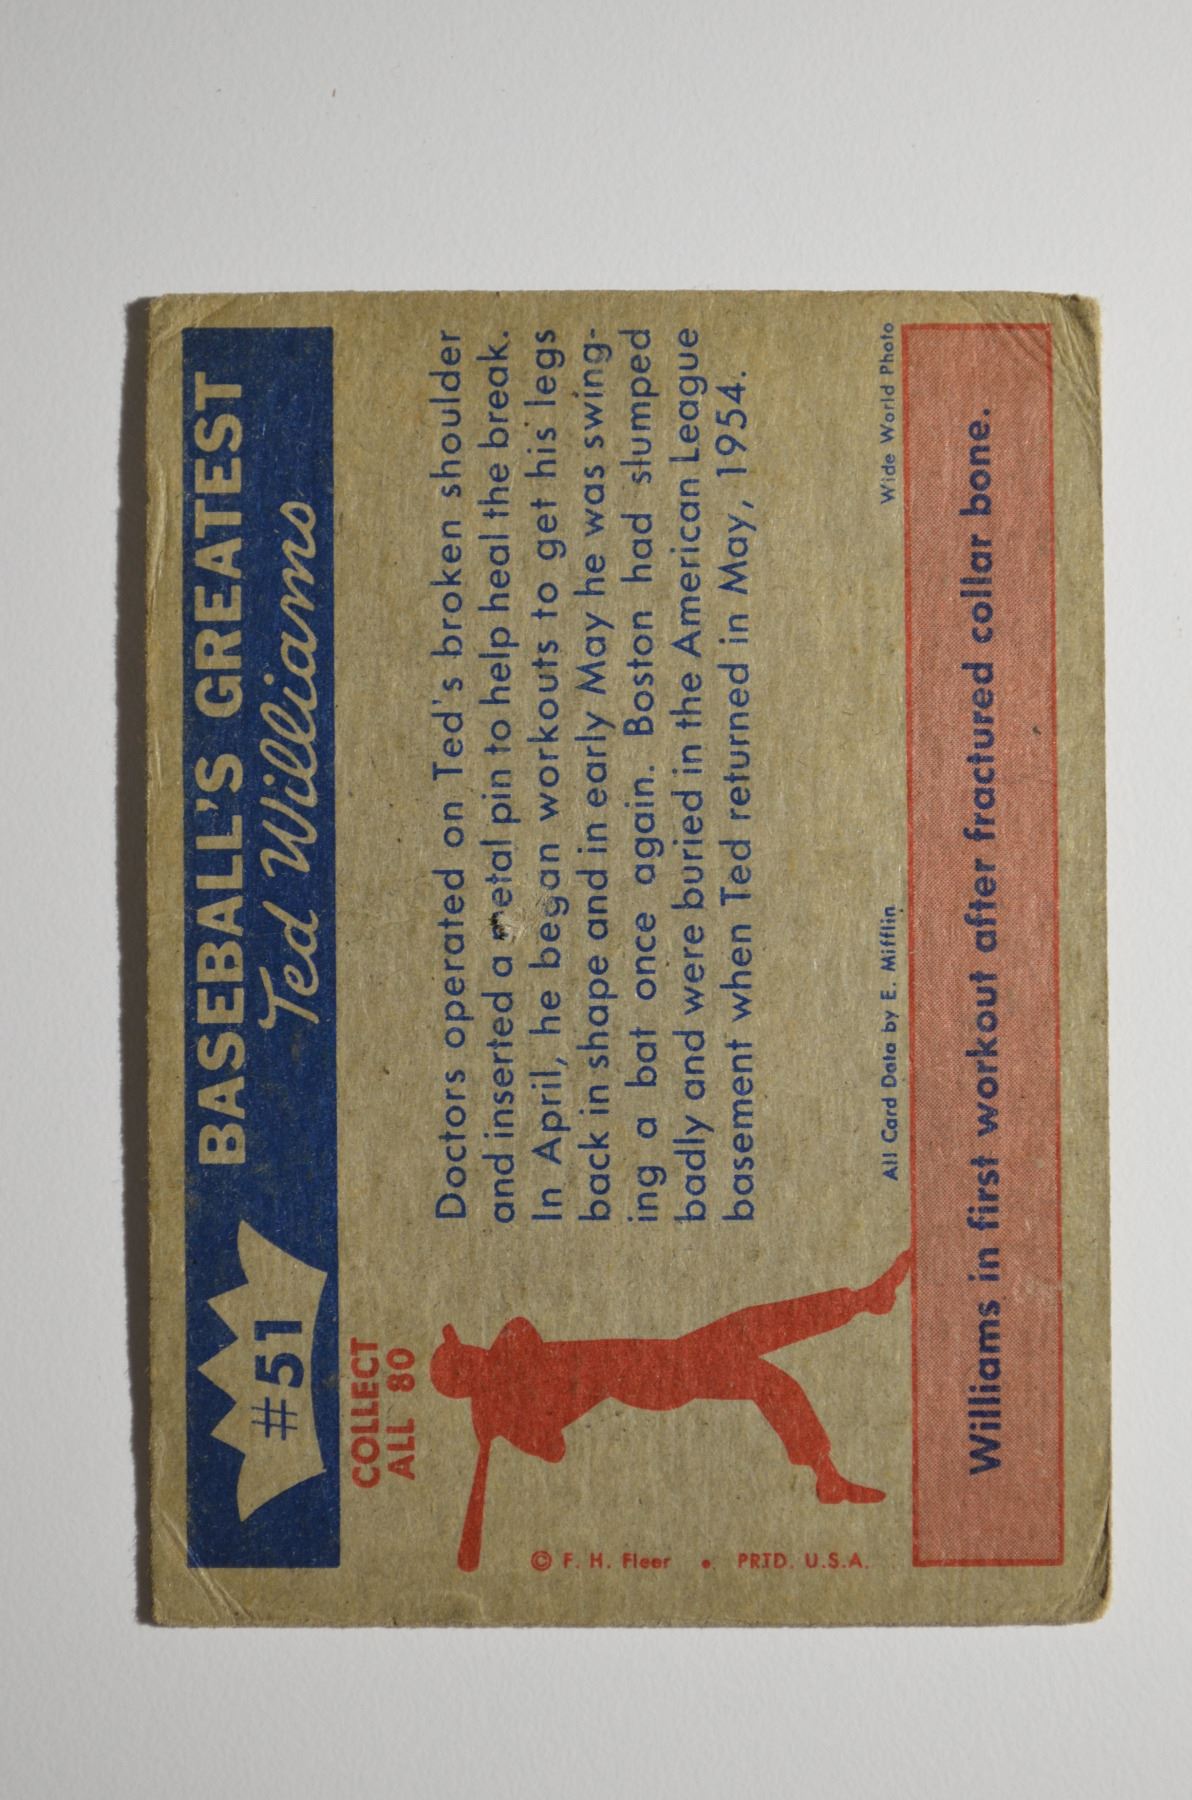 #51
BASEBALL'S GREATEST
Ted Williams
COLLECT
ALL 80
Doctors operated on Ted's broken shoulder
and inserted a metal pin to help heal the break.
In April, he began workouts to get his legs
back in shape and in early May he was swing-
ing a bat once again. Boston had slumped
badly and were buried in the American League
basement when Ted returned in May, 1954.
© F. H. Fleer • PRTD. U.S.A.
All Card Data by E. Mifflin
Wide World Photo
Williams in first workout after fractured collar bone.